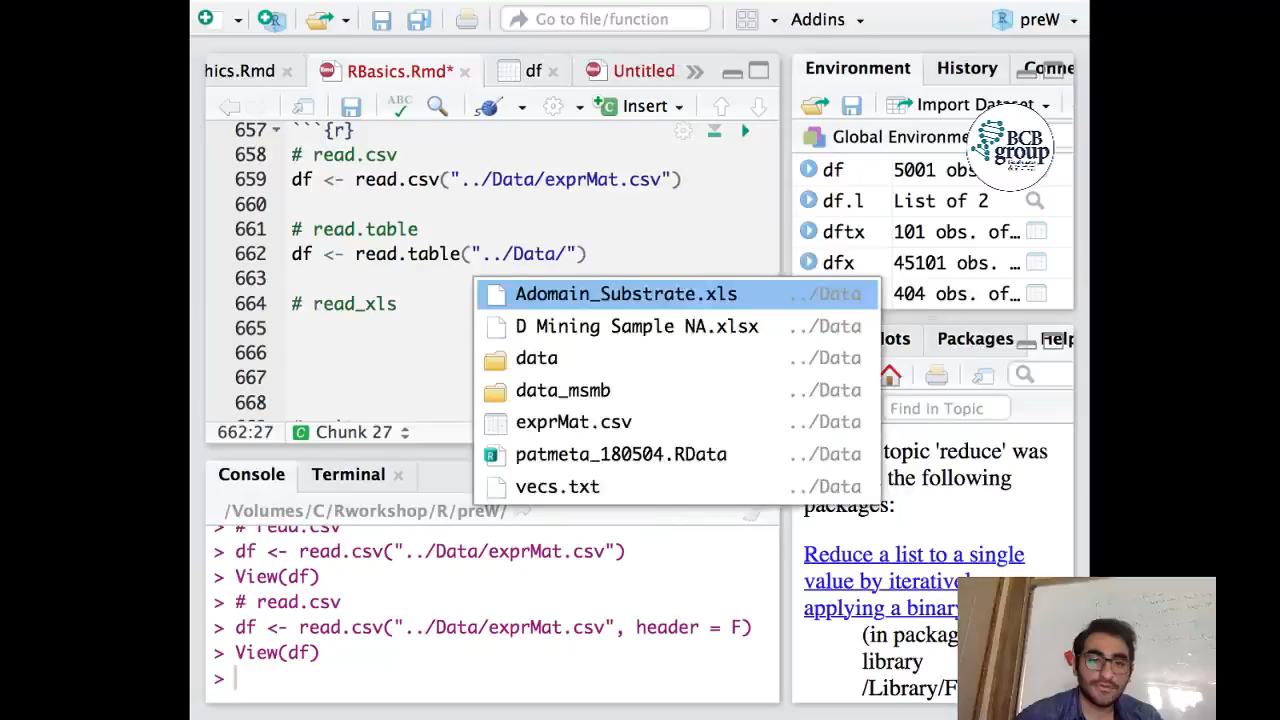 Go to file/function
Addins
preW
hics.Rmd
RBasics.Rmd*
df
Untitled
ABC
Insert
657 ```{r}
658 # read.csv
659 df <- read.csv("../Data/exprMat.csv")
660
661 # read.table
662 df <- read.table("../Data/")
663
664 # read_xls
665
666
667
668
662:27
Chunk 27
Adomain_Substrate.xls ../Data
D Mining Sample NA.xlsx ../Data
data ../Data
data_msmb ../Data
exprMat.csv ../Data
patmeta_180504.RData ../Data
vecs.txt ../Data
Console
Terminal
/Volumes/C/Rworkshop/R/preW/
> # read.csv
> df <- read.csv("../Data/exprMat.csv")
> View(df)
> # read.csv
> df <- read.csv("../Data/exprMat.csv", header = F)
> View(df)
>
Environment
History
Conne
Import Dataset
Global Environme
BCB
group
df 5001 obs.
df.l List of 2
dftx 101 obs. of…
dfx 45101 obs. of…
404 obs. of…
lots
Packages
Help
Find in Topic
topic 'reduce' was
the following
packages:
Reduce a list to a single
value by iterative
applying a binary
(in packag
library
/Library/F